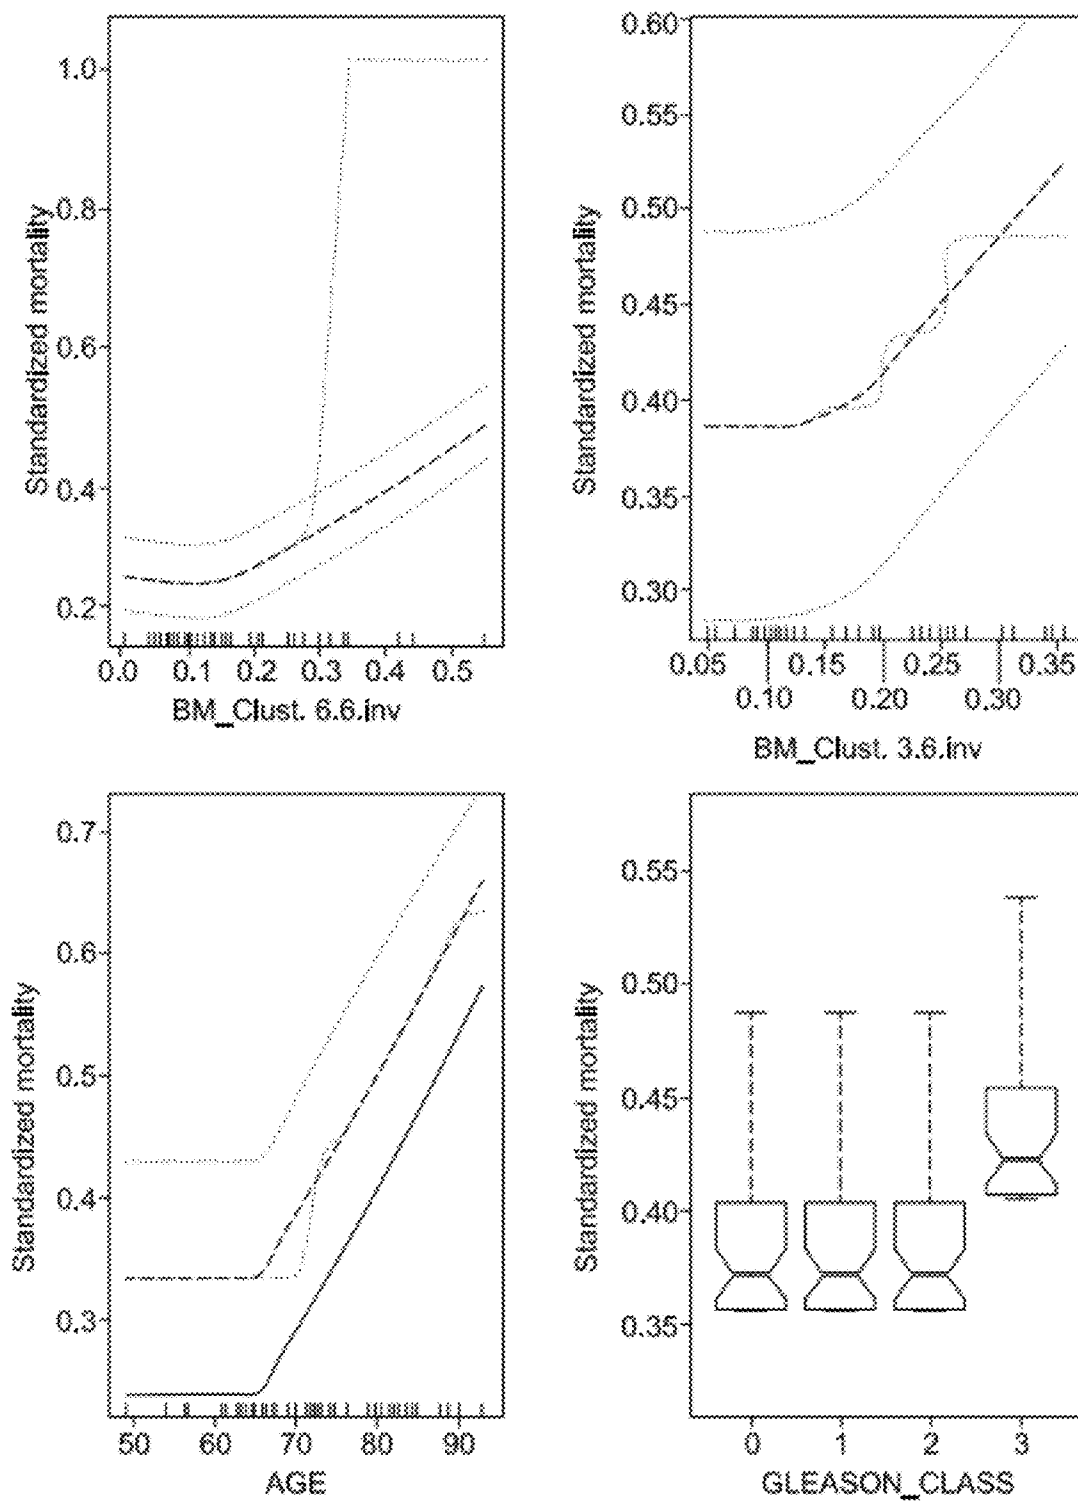 1.0
0.8
0.6
0.4
0.2
Standardized mortality
0.0 0.1 0.2 0.3 0.4 0.5
BM_Clust. 6.6.inv
0.60
0.55
0.50
0.45
0.40
0.35
0.30
Standardized mortality
0.05 0.15 0.25 0.35
0.10 0.20 0.30
BM_Clust. 3.6.inv
0.7
0.6
0.5
0.4
0.3
Standardized mortality
50 60 70 80 90
AGE
0.55
0.50
0.45
0.40
0.35
Standardized mortality
0 1 2 3
GLEASON_CLASS